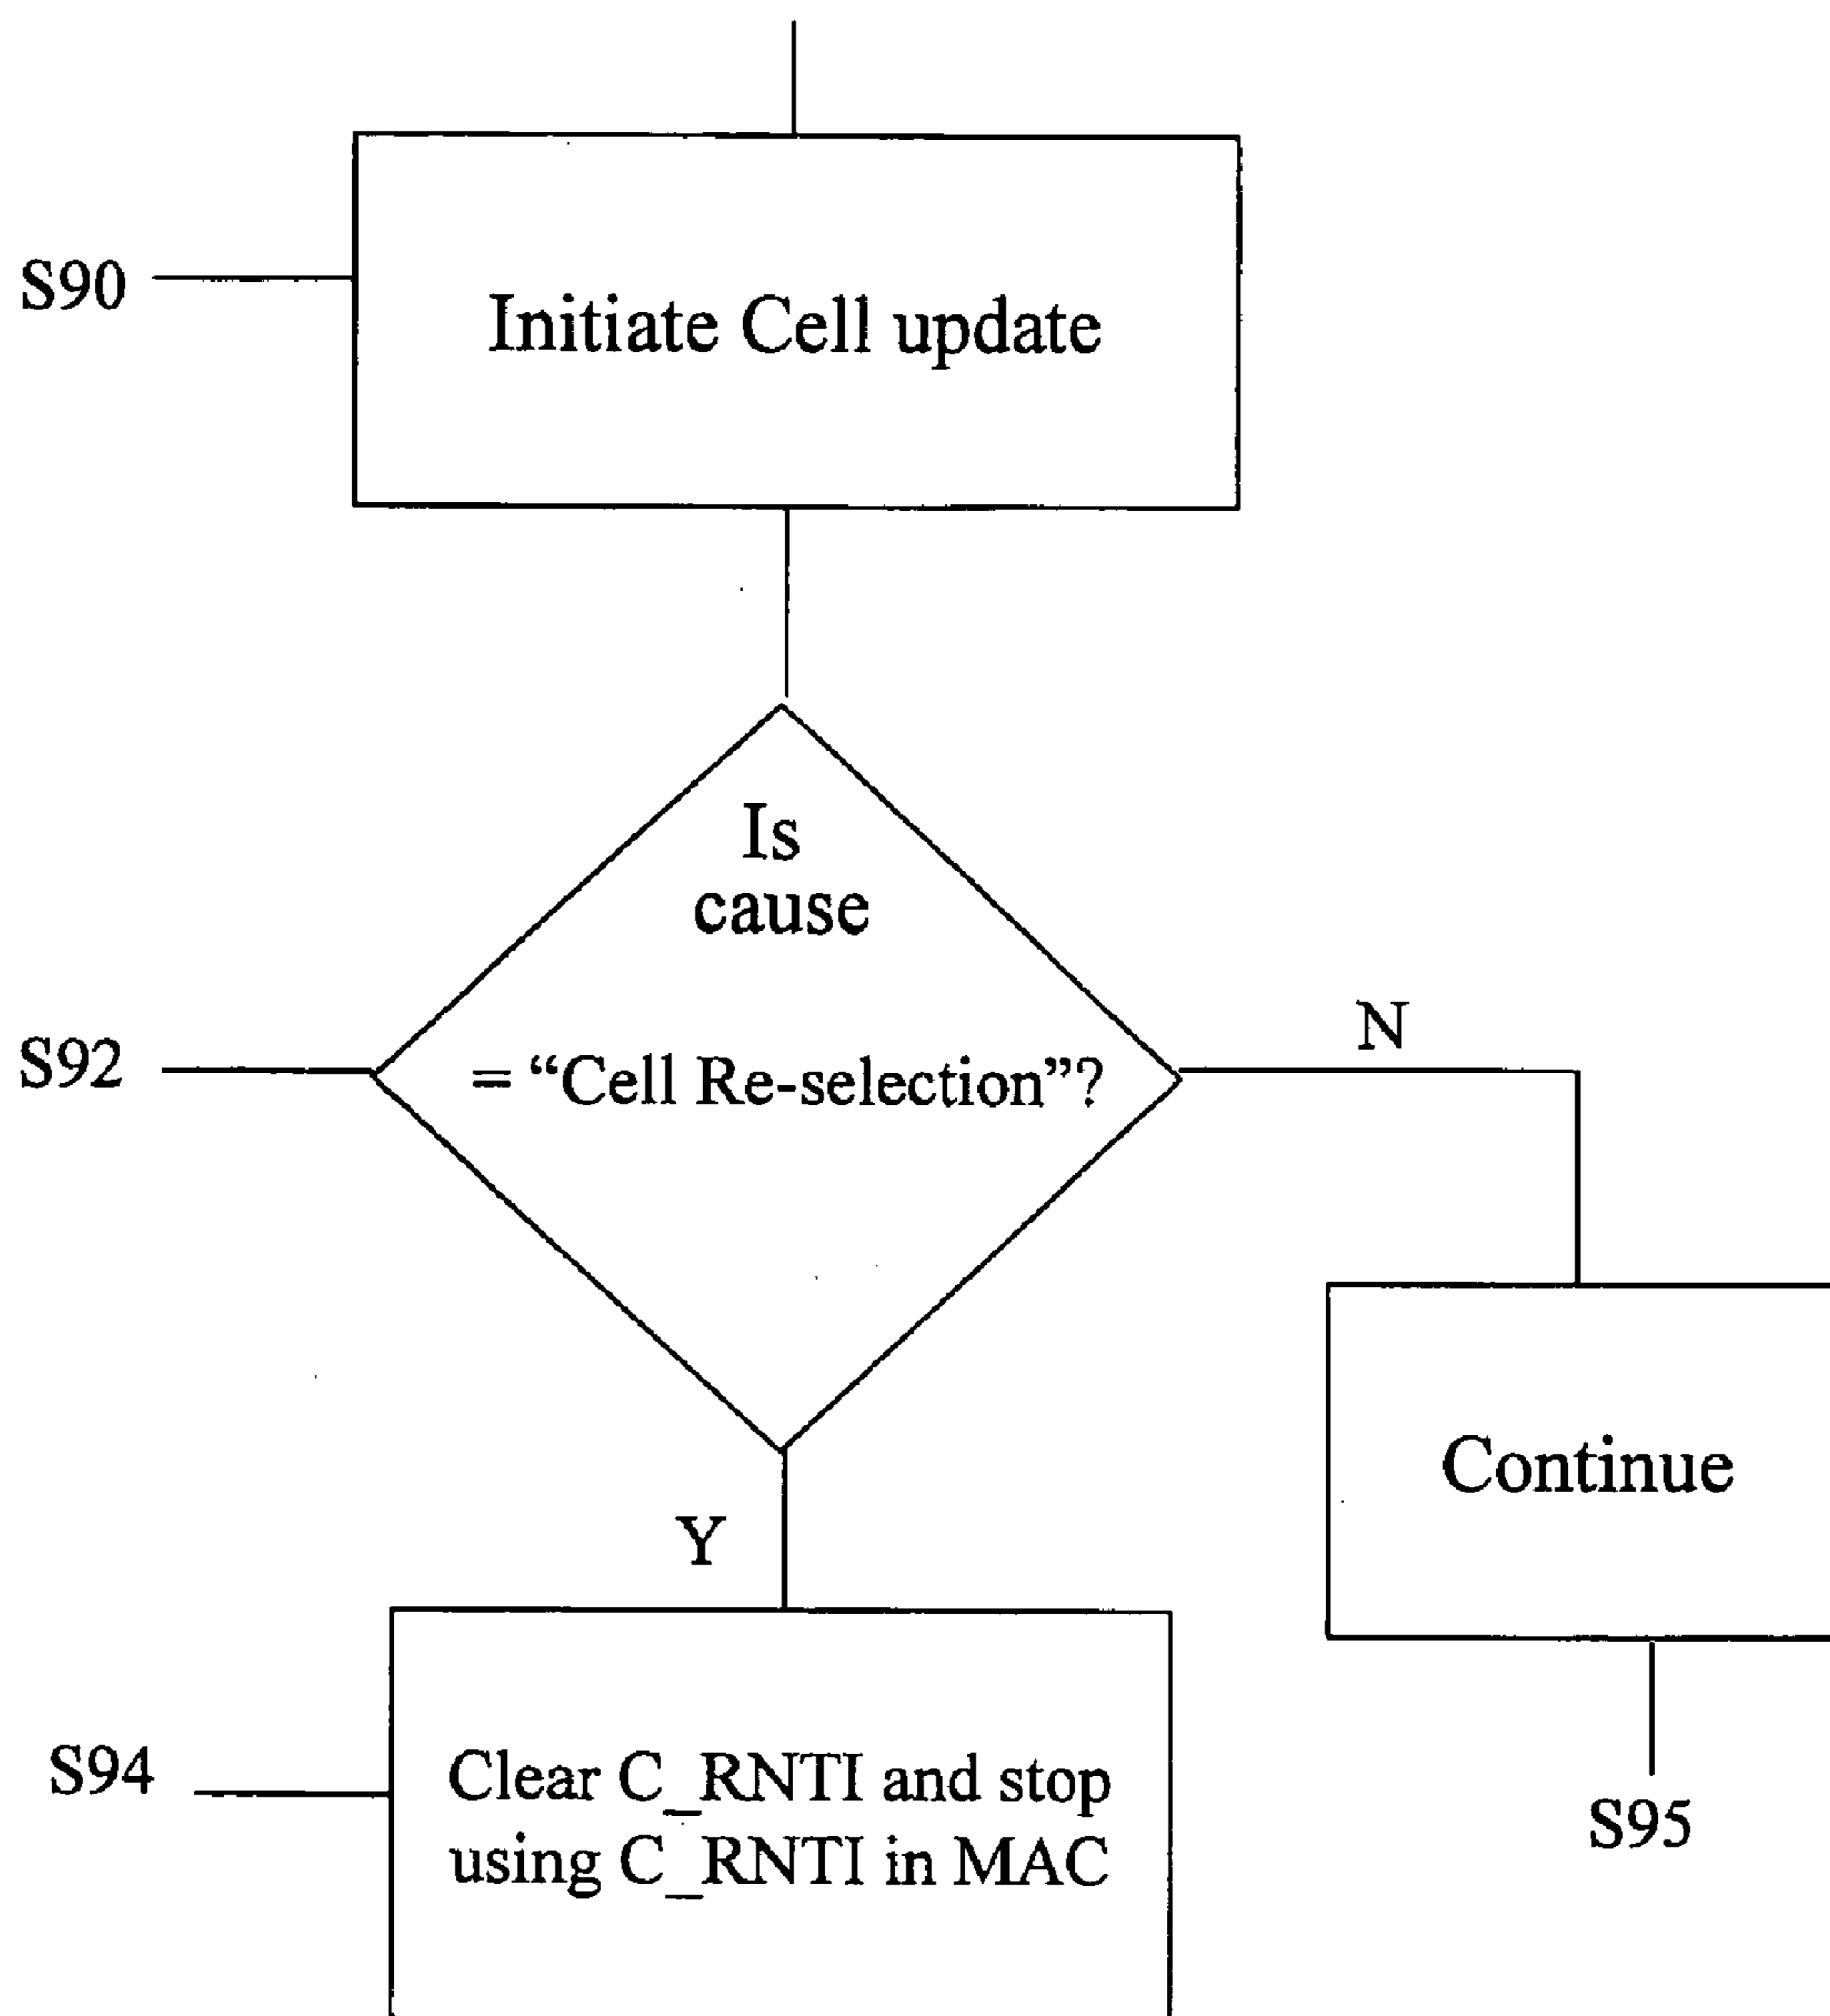 S90
Initiate Cell update
Is
cause
= “Cell Re-selection”?
S92
N
Continue
Y
S94
Clear C_RNTI and stop
using C_RNTI in MAC
S95